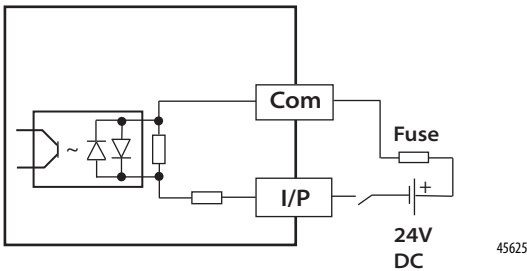 Com
Fuse
~
I/P
+
24V
DC
45625